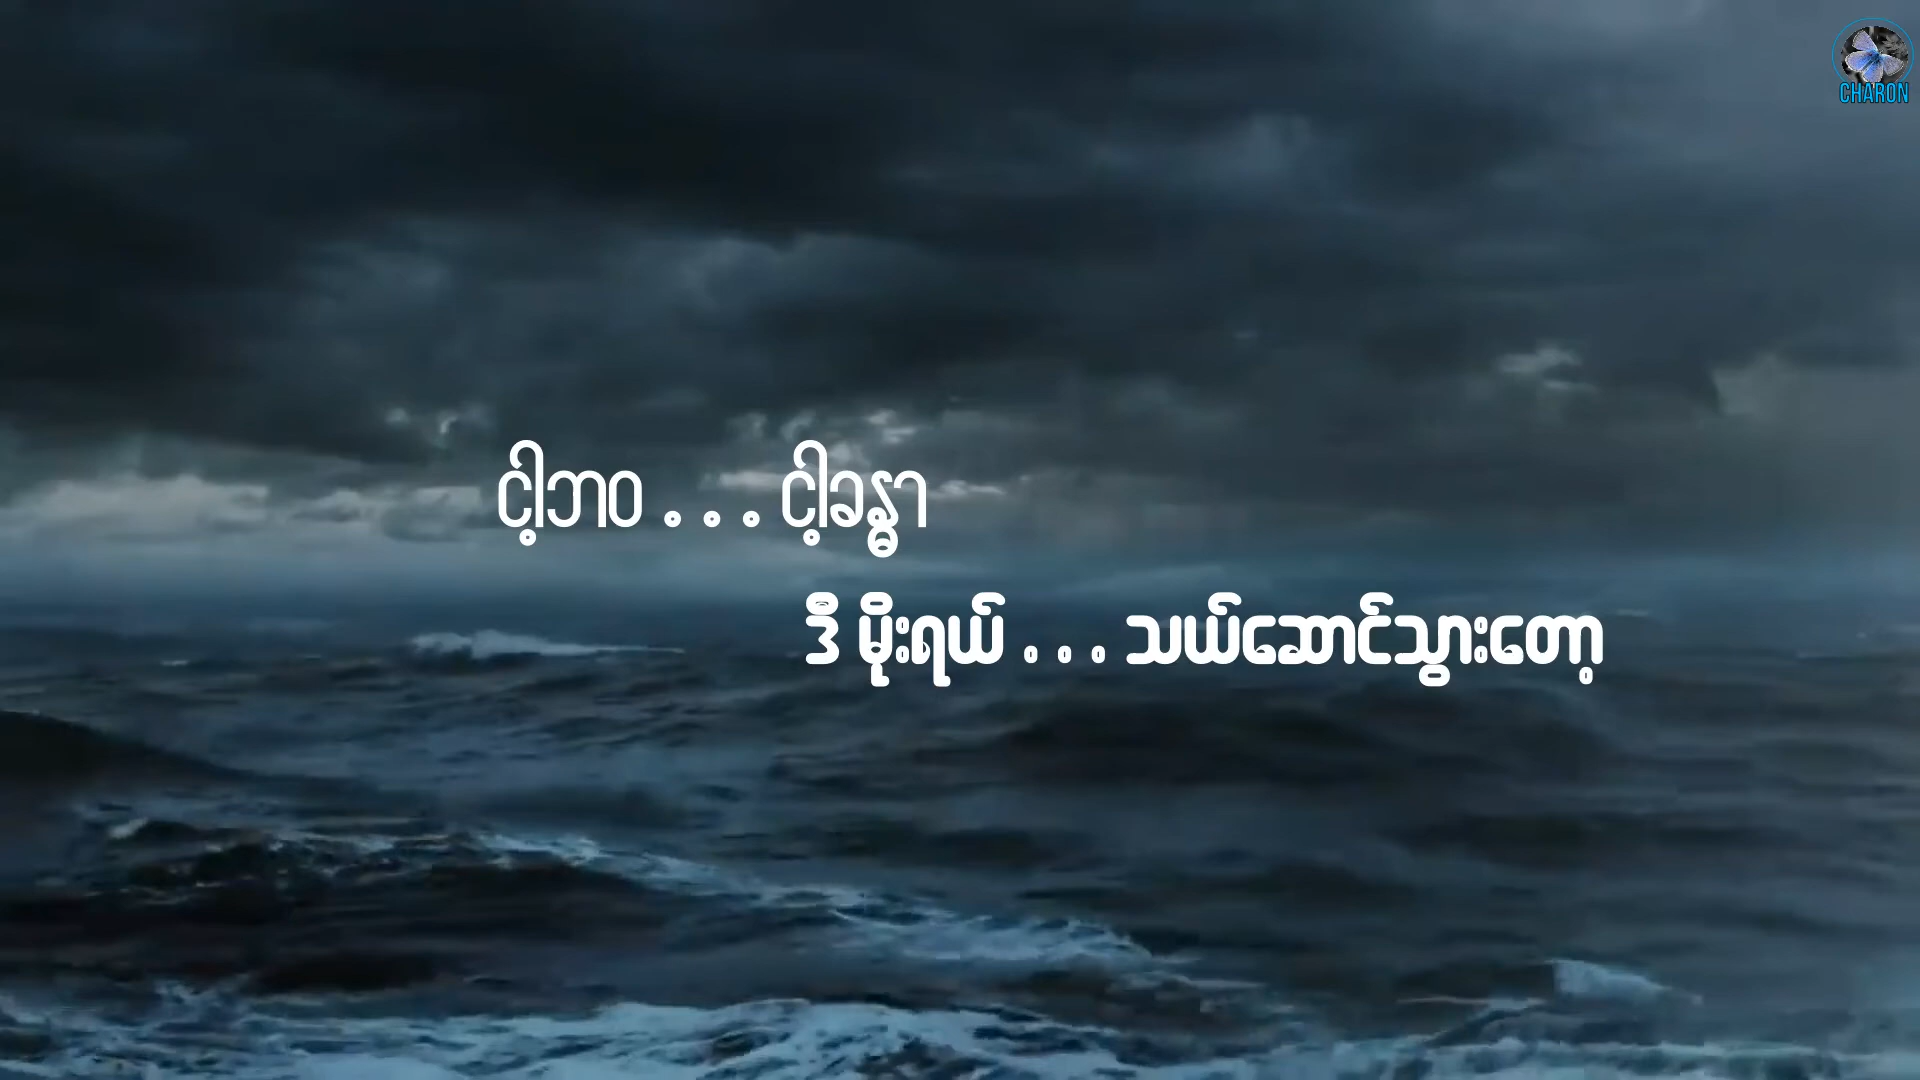 CHARON
ငါ့ဘဝ . . . ငါ့ခန္ဓာ
ဒီ မိုးရယ် . . . သယ်ဆောင်သွားတော့